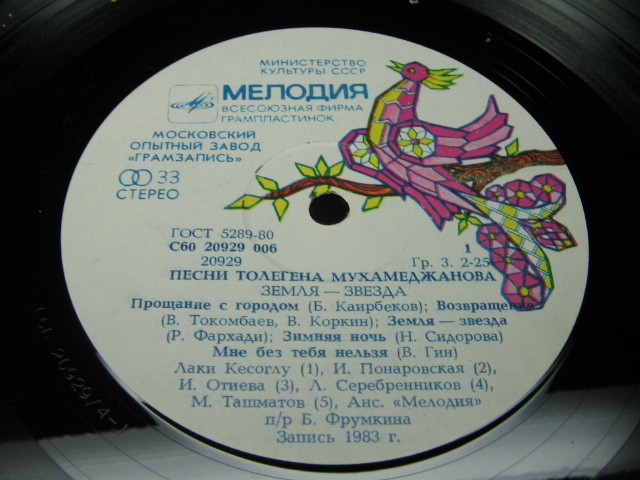 МИНИСТЕРСТВО
КУЛЬТУРЫ СССР
МЕЛОДИЯ
ВСЕСОЮЗНАЯ ФИРМА
ГРАМПЛАСТИНОК
МОСКОВСКИЙ
ОПЫТНЫЙ ЗАВОД
«ГРАМЗАПИСЬ»
33
СТЕРЕО
ГОСТ 5289-80
С60 20929 006 1
20929 Гр. 3. 2-25
ПЕСНИ ТОЛЕГЕНА МУХАМЕДЖАНОВА
ЗЕМЛЯ — ЗВЕЗДА
Прощание с городом (Б. Каирбеков); Возвращение
(В. Токомбаев, В. Коркин); Земля — звезда
(Р. Фархади); Зимняя ночь (Н. Сидорова)
Мне без тебя нельзя (В. Гин)
Лаки Кесоглу (1), И. Понаровская (2),
И. Отиева (3), Л. Серебренников (4),
М. Ташматов (5), Анс. «Мелодия»
п/р Б. Фрумкина
Запись 1983 г.